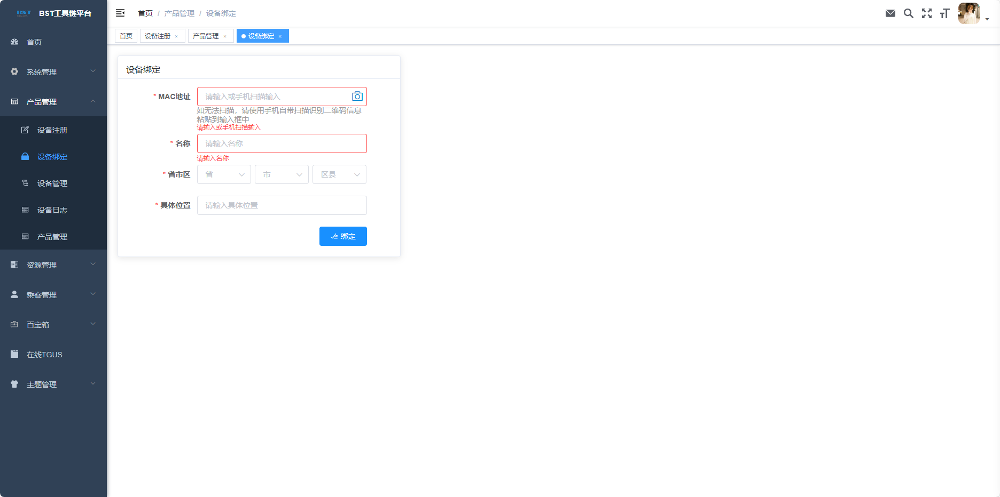 BST BST工具链平台
首页
系统管理
产品管理
设备注册
设备绑定
设备管理
设备日志
产品管理
资源管理
乘客管理
百宝箱
在线TGUS
主题管理
首页 / 产品管理 / 设备绑定
首页 设备注册 × 产品管理 × 设备绑定 ×
设备绑定
* MAC地址 请输入或手机扫描输入
如无法扫描，请使用手机自带扫描识别二维码信息
粘贴到输入框中
请输入或手机扫描输入
* 名称 请输入名称
请输入名称
* 省市区 省 市 区县
* 具体位置 请输入具体位置
绑定